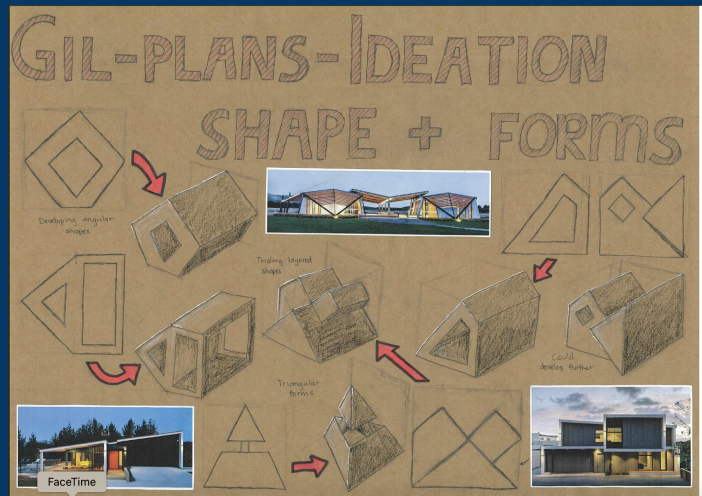 GIL-PLANS-IDEATION
SHAPE + FORMS
Developing angular
shapes
Trialing layered
shapes
Could
develop further
Triangular
forms
FaceTime